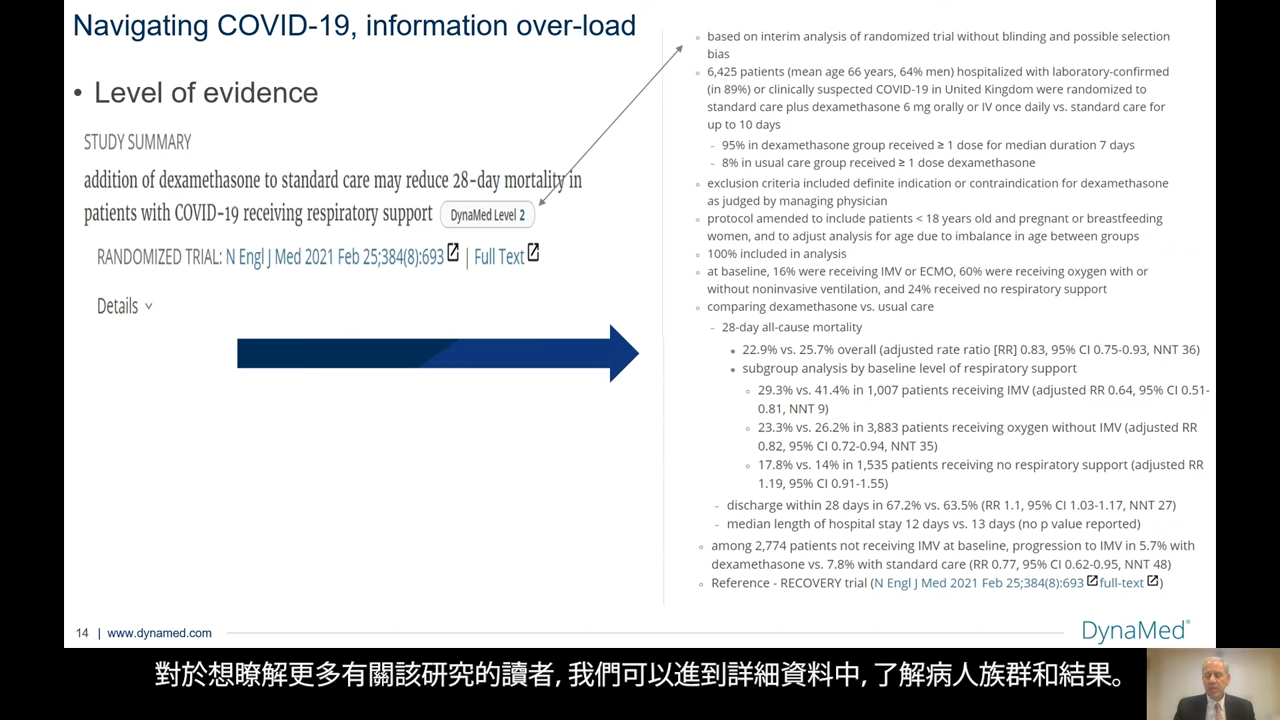 Navigating COVID-19, information over-load
• Level of evidence
STUDY SUMMARY
addition of dexamethasone to standard care may reduce 28-day mortality in
patients with COVID-19 receiving respiratory support DynaMed Level 2
RANDOMIZED TRIAL: N Engl J Med 2021 Feb 25;384(8):693 | Full Text
Details
◦ based on interim analysis of randomized trial without blinding and possible selection
bias
◦ 6,425 patients (mean age 66 years, 64% men) hospitalized with laboratory-confirmed
(in 89%) or clinically suspected COVID-19 in United Kingdom were randomized to
standard care plus dexamethasone 6 mg orally or IV once daily vs. standard care for
up to 10 days
– 95% in dexamethasone group received ≥ 1 dose for median duration 7 days
– 8% in usual care group received ≥ 1 dose dexamethasone
◦ exclusion criteria included definite indication or contraindication for dexamethasone
as judged by managing physician
◦ protocol amended to include patients < 18 years old and pregnant or breastfeeding
women, and to adjust analysis for age due to imbalance in age between groups
◦ 100% included in analysis
◦ at baseline, 16% were receiving IMV or ECMO, 60% were receiving oxygen with or
without noninvasive ventilation, and 24% received no respiratory support
◦ comparing dexamethasone vs. usual care
– 28-day all-cause mortality
• 22.9% vs. 25.7% overall (adjusted rate ratio [RR] 0.83, 95% CI 0.75-0.93, NNT 36)
• subgroup analysis by baseline level of respiratory support
◦ 29.3% vs. 41.4% in 1,007 patients receiving IMV (adjusted RR 0.64, 95% CI 0.51-
0.81, NNT 9)
◦ 23.3% vs. 26.2% in 3,883 patients receiving oxygen without IMV (adjusted RR
0.82, 95% CI 0.72-0.94, NNT 35)
◦ 17.8% vs. 14% in 1,535 patients receiving no respiratory support (adjusted RR
1.19, 95% CI 0.91-1.55)
– discharge within 28 days in 67.2% vs. 63.5% (RR 1.1, 95% CI 1.03-1.17, NNT 27)
– median length of hospital stay 12 days vs. 13 days (no p value reported)
◦ among 2,774 patients not receiving IMV at baseline, progression to IMV in 5.7% with
dexamethasone vs. 7.8% with standard care (RR 0.77, 95% CI 0.62-0.95, NNT 48)
◦ Reference - RECOVERY trial (N Engl J Med 2021 Feb 25;384(8):693 full-text )
14 | www.dynamed.com
DynaMed®
對於想瞭解更多有關該研究的讀者, 我們可以進到詳細資料中, 了解病人族群和結果。